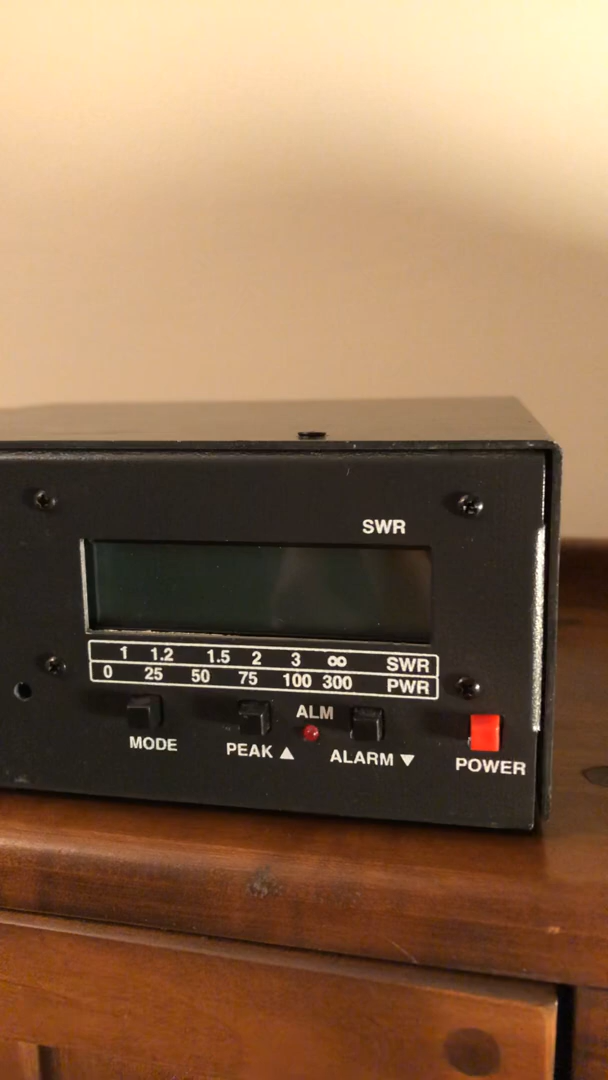 SWR
1 1.2 1.5 2 3 ∞ SWR
0 25 50 75 100 300 PWR
ALM
MODE PEAK ▲ ALARM ▼ POWER